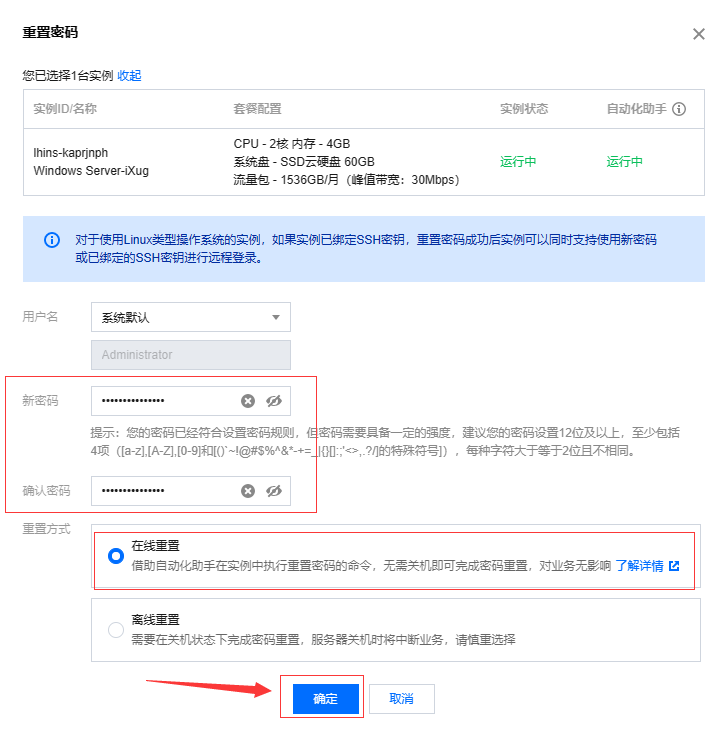 重置密码
您已选择1台实例 收起
实例ID/名称 套餐配置 实例状态 自动化助手
lhins-kaprjnph
Windows Server-iXug
CPU - 2核 内存 - 4GB
系统盘 - SSD云硬盘 60GB
流量包 - 1536GB/月（峰值带宽：30Mbps）
运行中 运行中
对于使用Linux类型操作系统的实例，如果实例已绑定SSH密钥，重置密码成功后实例可以同时支持使用新密码
或已绑定的SSH密钥进行远程登录。
用户名 系统默认
Administrator
新密码 •••••••••••••••
提示：您的密码已经符合设置密码规则，但密码需要具备一定的强度，建议您的密码设置12位及以上，至少包括
4项（[a-z],[A-Z],[0-9]和[()`~!@#$%^&*-+=_|{}[]:;'<>,.?/]的特殊符号]），每种字符大于等于2位且不相同。
确认密码 •••••••••••••••
重置方式 在线重置
借助自动化助手在实例中执行重置密码的命令，无需关机即可完成密码重置，对业务无影响 了解详情
离线重置
需要在关机状态下完成密码重置，服务器关机时将中断业务，请慎重选择
确定 取消